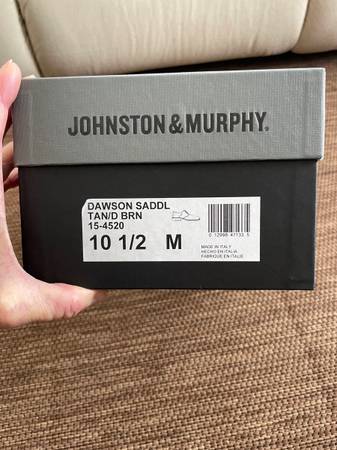 JOHNSTON & MURPHY.
DAWSON SADDL
TAN/D BRN
15-4520
10 1/2 M
MADE IN ITALY
HECHO EN ITALIA
FABRIQUE EN ITALIE